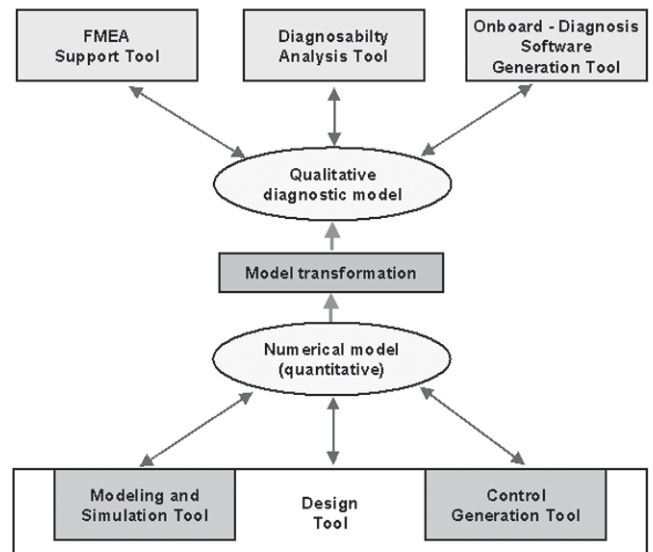 FMEA
Support Tool
Diagnosabilty
Analysis Tool
Onboard - Diagnosis
Software
Generation Tool
Qualitative
diagnostic model
Model transformation
Numerical model
(quantitative)
Modeling and
Simulation Tool
Design
Tool
Control
Generation Tool